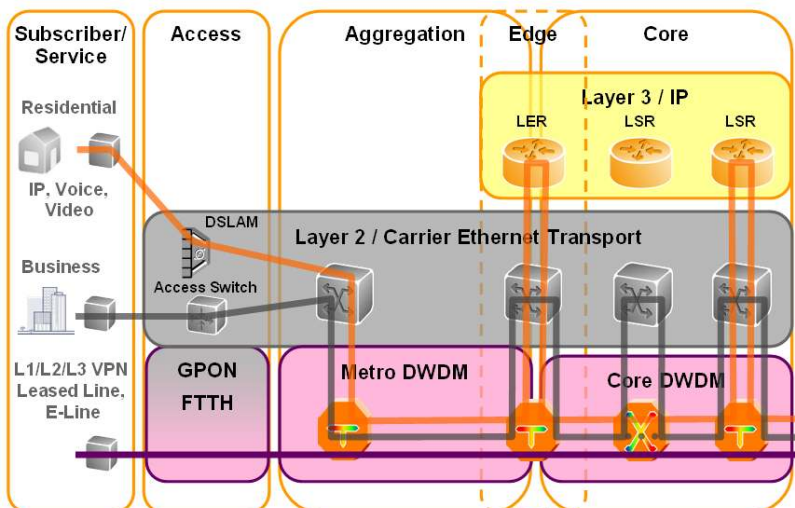 Subscriber/
Service
Access
Aggregation
Edge
Core
Layer 3 / IP
Residential
LER
LSR
LSR
IP, Voice,
Video
DSLAM
Layer 2 / Carrier Ethernet Transport
Business
Access Switch
L1/L2/L3 VPN
Leased Line,
E-Line
GPON
FTTH
Metro DWDM
Core DWDM